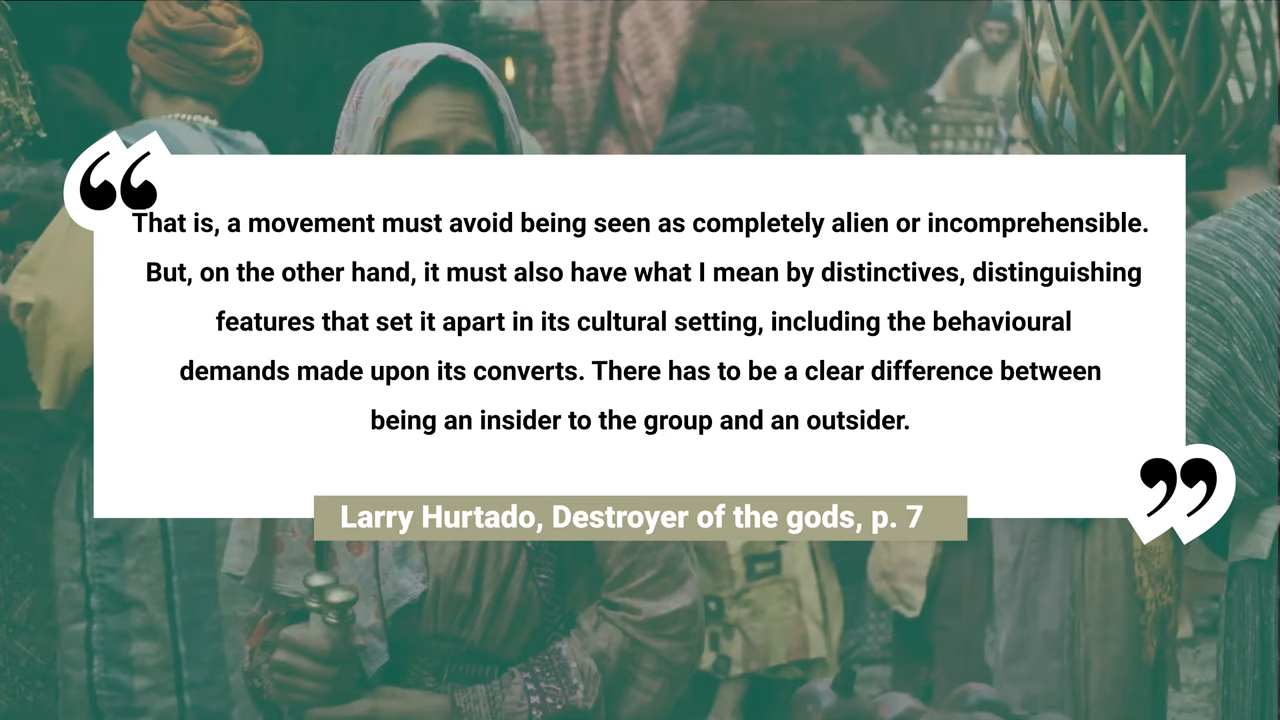 “
That is, a movement must avoid being seen as completely alien or incomprehensible.
But, on the other hand, it must also have what I mean by distinctives, distinguishing
features that set it apart in its cultural setting, including the behavioural
demands made upon its converts. There has to be a clear difference between
being an insider to the group and an outsider.
”
Larry Hurtado, Destroyer of the gods, p. 7